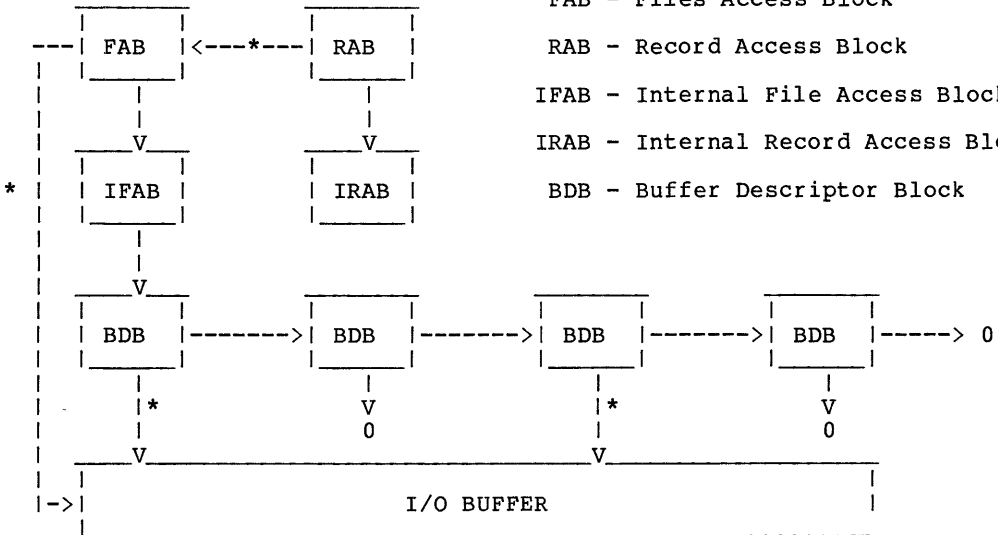 FAB - Files Access Block
FAB <---*---
RAB
RAB - Record Access Block
IFAB - Internal File Access Block
IRAB - Internal Record Access
* IFAB
IRAB
BDB - Buffer Descriptor Block
BDB -------> BDB -------> BDB -------> BDB -----> 0
* V * V
0 0
I/O BUFFER